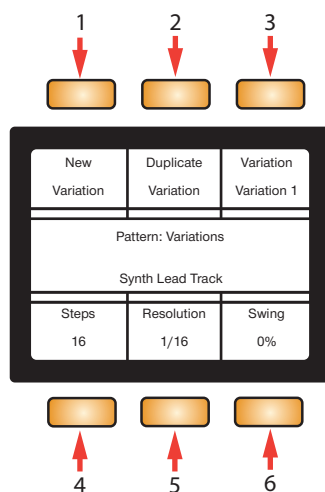 1 2 3
New Duplicate Variation
Variation Variation Variation 1
Pattern: Variations
Synth Lead Track
Steps Resolution Swing
16 1/16 0%
4 5 6